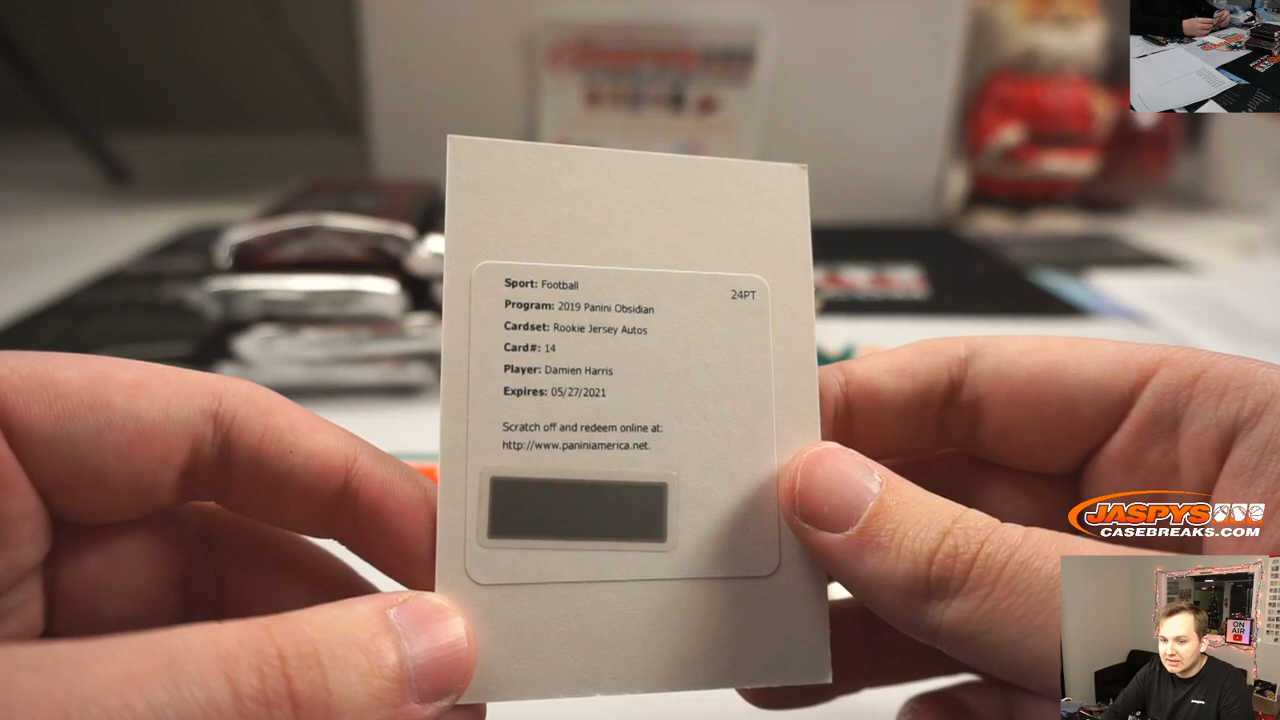 Sport: Football
24PT
Program: 2019 Panini Obsidian
Cardset: Rookie Jersey Autos
Card#: 14
Player: Damien Harris
Expires: 05/27/2021
Scratch off and redeem online at:
http://www.paniniamerica.net.
JASPYS
CASEBREAKS.COM
ON
AIR